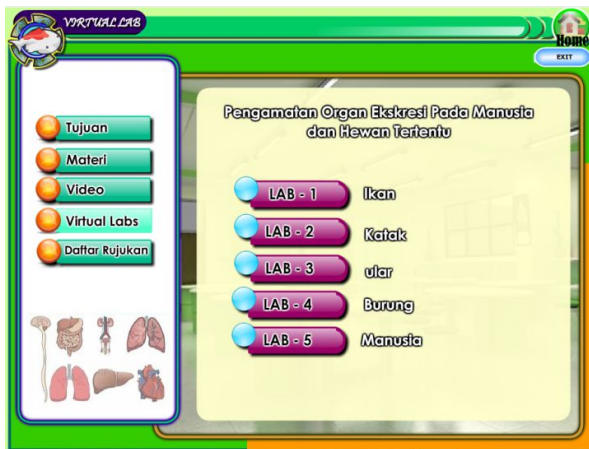 VIRTUAL LAB
Home
EXIT
Tujuan
Materi
Video
Virtual Labs
Daftar Rujukan
Pengamatan Organ Ekskresi Pada Manusia
dan Hewan Tertentu
LAB - 1 Ikan
LAB - 2 Katak
LAB - 3 ular
LAB - 4 Burung
LAB - 5 Manusia